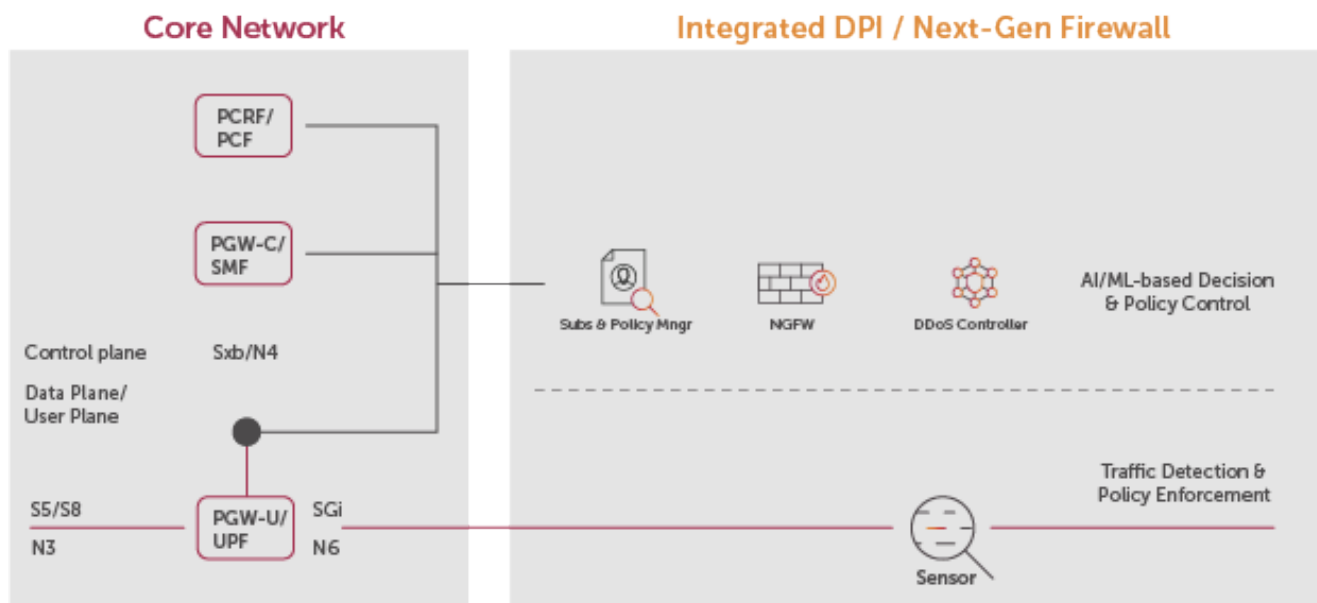 Core Network
Integrated DPI / Next-Gen Firewall
PCRF/
PCF
PGW-C/
SMF
Subs & Policy Mngr
NGFW
DDoS Controller
AI/ML-based Decision
& Policy Control
Control plane
Sxb/N4
Data Plane/
User Plane
S5/S8
N3
PGW-U/
UPF
SGi
N6
Sensor
Traffic Detection &
Policy Enforcement